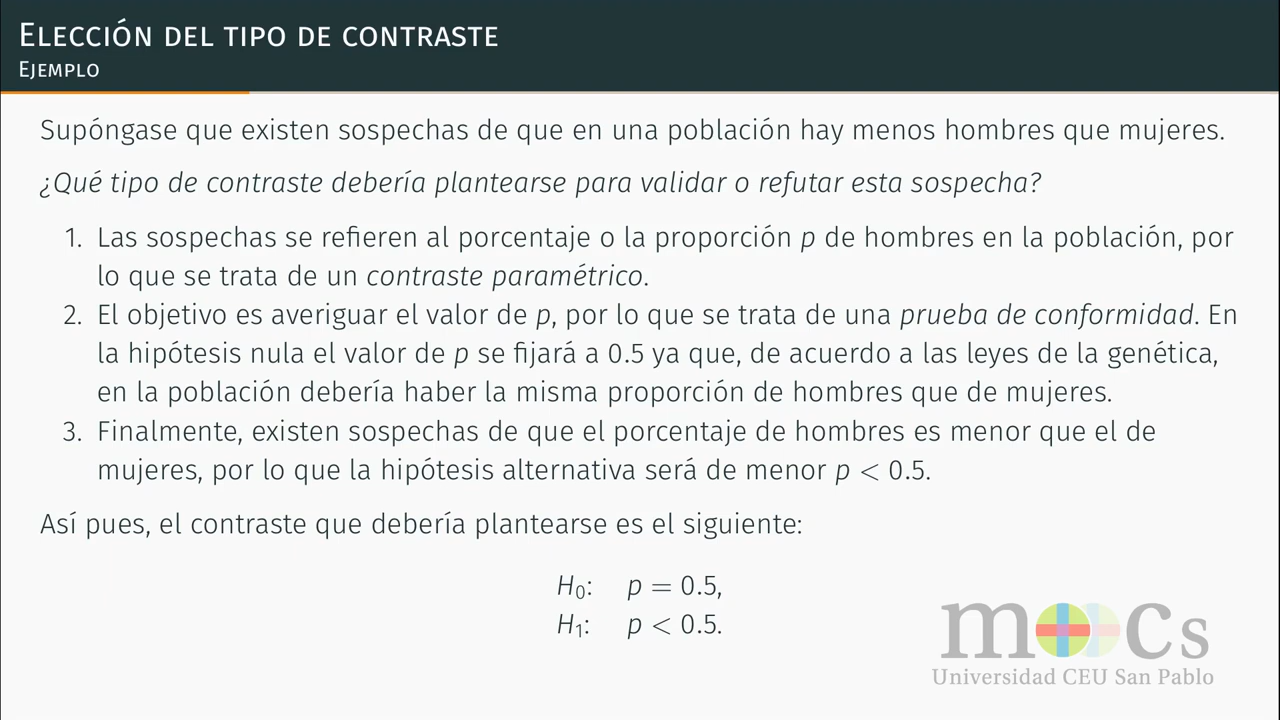 Elección del tipo de contraste
Ejemplo
Supóngase que existen sospechas de que en una población hay menos hombres que mujeres.
¿Qué tipo de contraste debería plantearse para validar o refutar esta sospecha?
1. Las sospechas se refieren al porcentaje o la proporción p de hombres en la población, por
lo que se trata de un contraste paramétrico.
2. El objetivo es averiguar el valor de p, por lo que se trata de una prueba de conformidad. En
la hipótesis nula el valor de p se fijará a 0.5 ya que, de acuerdo a las leyes de la genética,
en la población debería haber la misma proporción de hombres que de mujeres.
3. Finalmente, existen sospechas de que el porcentaje de hombres es menor que el de
mujeres, por lo que la hipótesis alternativa será de menor p < 0.5.
Así pues, el contraste que debería plantearse es el siguiente:
H₀: p = 0.5,
H₁: p < 0.5.
moocs
Universidad CEU San Pablo